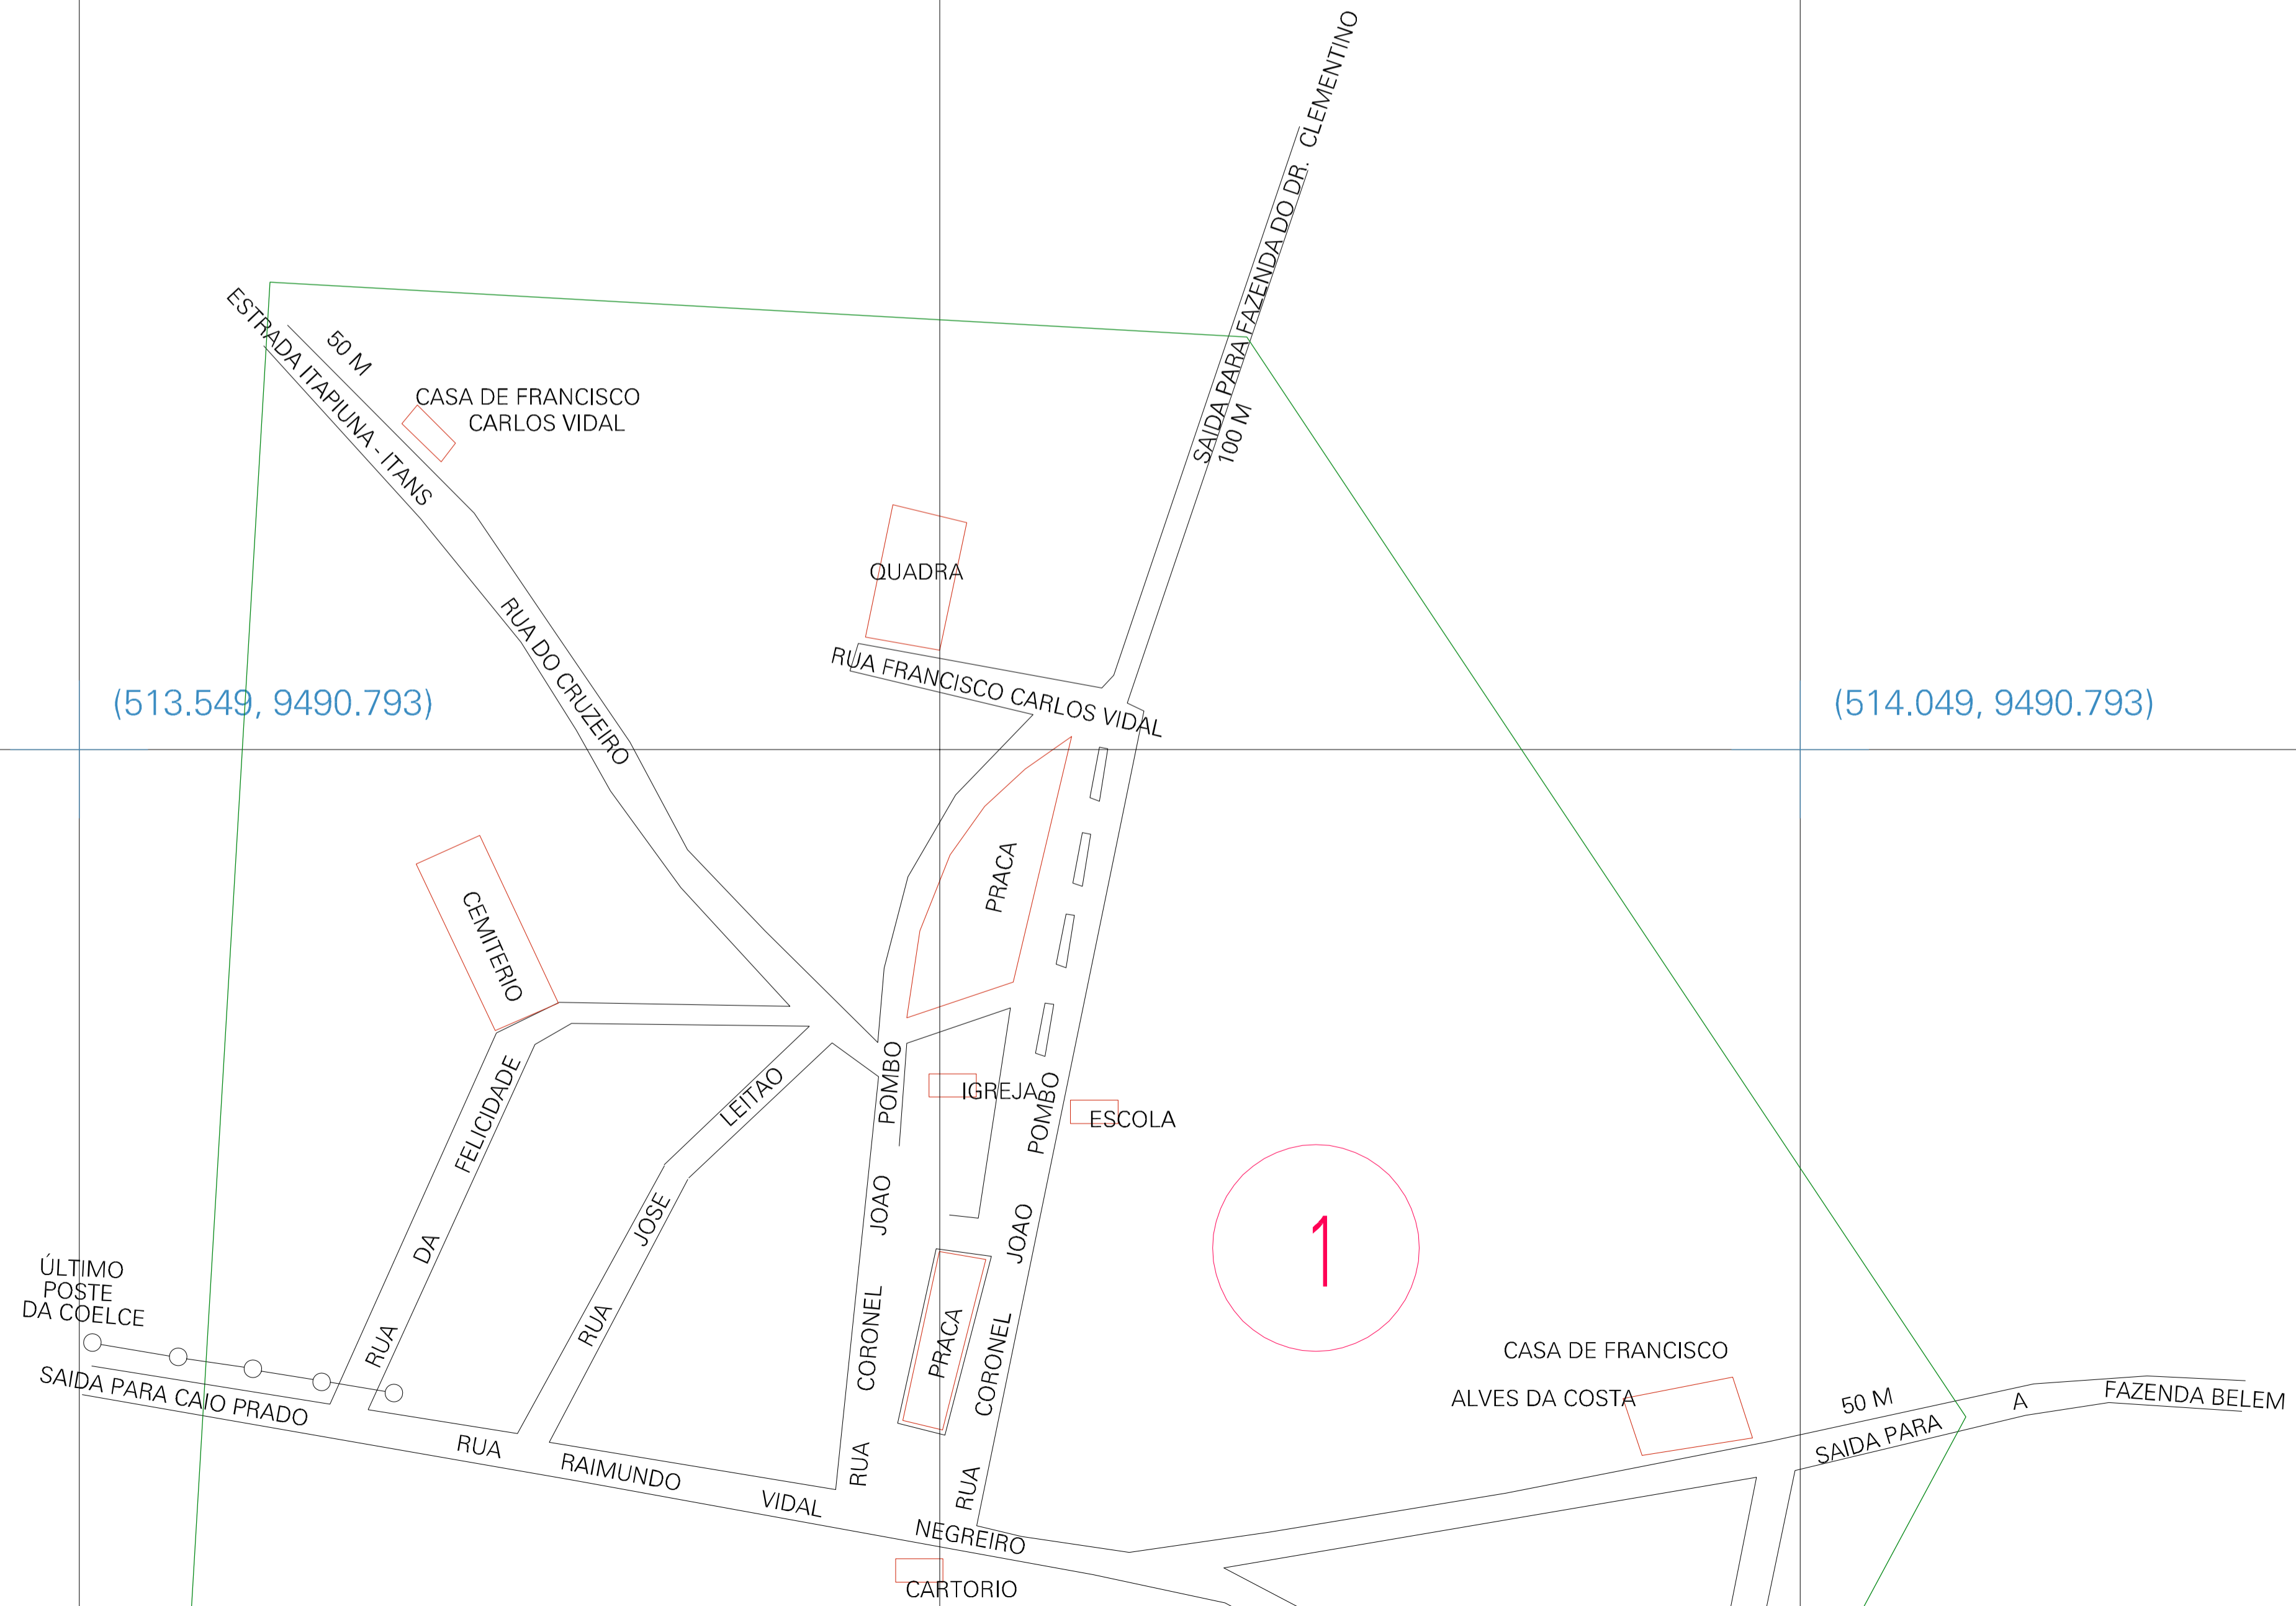 SAIDA PARA FAZENDA DO DR. CLEMENTINO
100 M
ESTRADA ITAPIUNA - ITANS
50 M
CASA DE FRANCISCO
CARLOS VIDAL
QUADRA
RUA DO CRUZEIRO
RUA FRANCISCO CARLOS VIDAL
(513.549, 9490.793)
(514.049, 9490.793)
PRACA
CEMITERIO
IGREJA
ESCOLA
RUA DA FELICIDADE
RUA JOSE LEITAO
RUA CORONEL JOAO POMBO
RUA CORONEL JOAO POMBO
PRACA
1
ÚLTIMO
POSTE
DA COELCE
SAIDA PARA CAIO PRADO
CASA DE FRANCISCO
ALVES DA COSTA
50 M
SAIDA PARA A FAZENDA BELEM
RUA RAIMUNDO VIDAL NEGREIRO
CARTORIO